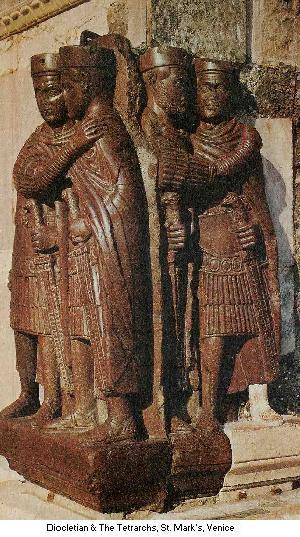 Diocletian & The Tetrarchs, St. Mark's, Venice